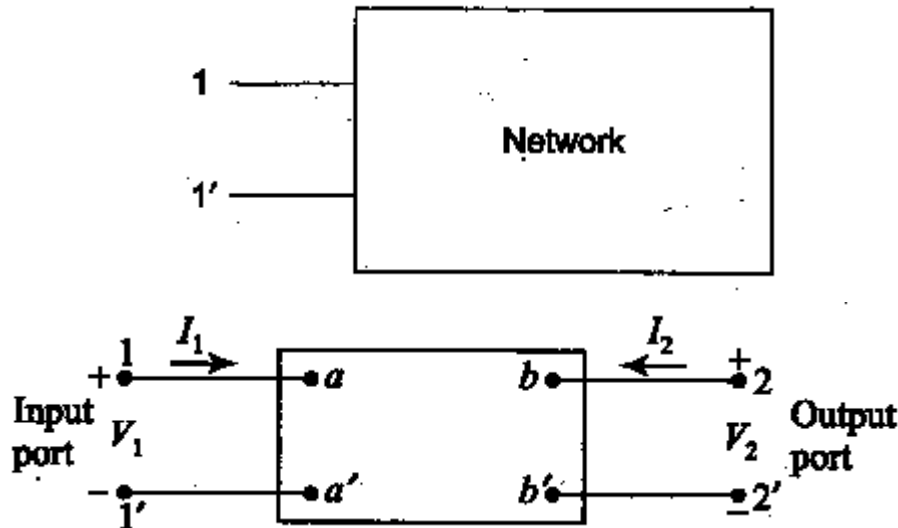 1
Network
1′
I₁
I₂
+ 1
a
b
+ 2
Input port
V₁
V₂
Output port
− 1′
a′
b′
− 2′